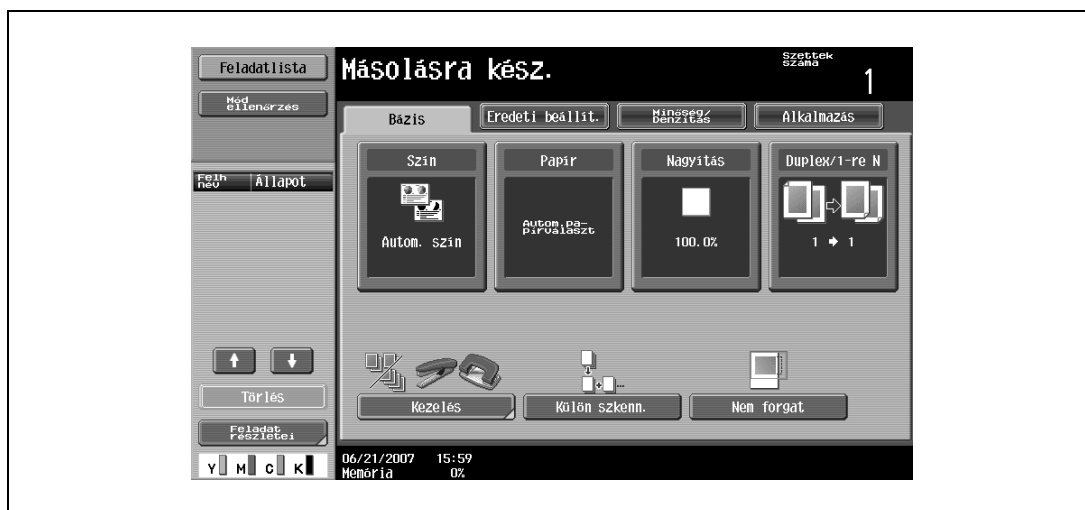 Feladatlista
Mód
ellenőrzés
Felh
név
Állapot
Törlés
Feladat
részletei
Y M C K
Másolásra kész.
Szettek
száma
1
Bázis
Eredeti beállít.
Minőség/
Denzitás
Alkalmazás
Szín
Papír
Nagyítás
Duplex/1-re N
Autom. szín
Autom.pa-
pírválaszt
100.0%
1 → 1
Kezelés
Külön szkenn.
Nem forgat
06/21/2007 15:59
Memória 0%